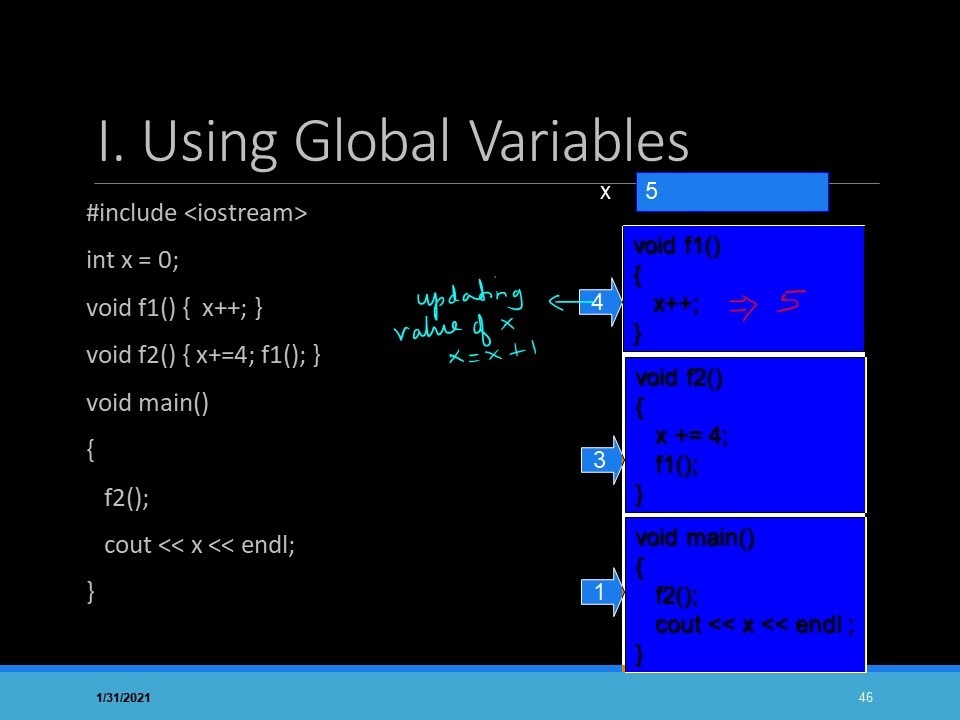 I. Using Global Variables
#include <iostream>
int x = 0;
void f1() { x++; }
void f2() { x+=4; f1(); }
void main()
{
f2();
cout << x << endl;
}
x
5
void f1()
{
x++;
}
4
⇒ 5
updating
value of x
x = x + 1
void f2()
{
x += 4;
f1();
}
3
void main()
{
f2();
cout << x << endl ;
}
1
1/31/2021
46